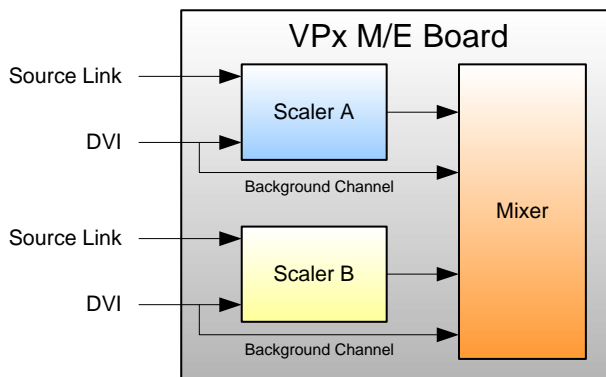 VPx M/E Board
Source Link
Scaler A
DVI
Background Channel
Mixer
Source Link
Scaler B
DVI
Background Channel